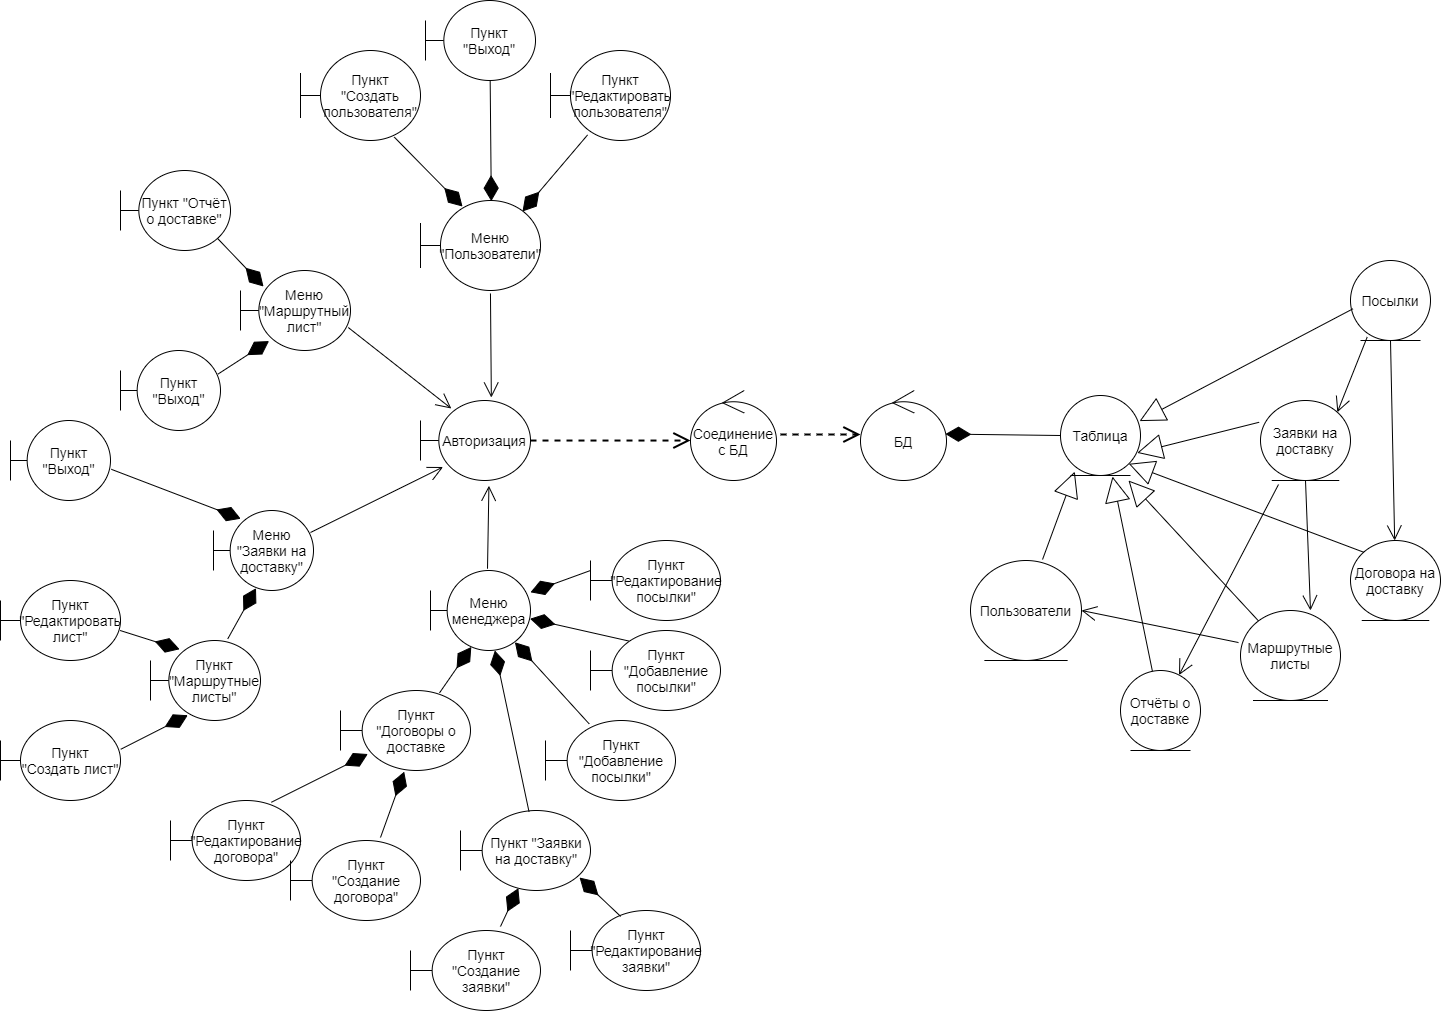 Пункт
"Выход"
Пункт
"Создать
пользователя"
Пункт
"Редактировать
пользователя"
Пункт "Отчёт
о доставке"
Меню
"Пользователи"
Меню
"Маршрутный
лист"
Посылки
Пункт
"Выход"
Авторизация
Соединение
с БД
БД
Таблица
Заявки на
доставку
Пункт
"Выход"
Меню
"Заявки на
доставку"
Пункт
"Редактирование
посылки"
Договора на
доставку
Пункт
"Редактировать
лист"
Меню
менеджера
Пользователи
Пункт
"Маршрутные
листы"
Пункт
"Добавление
посылки"
Маршрутные
листы
Отчёты о
доставке
Пункт
"Договоры о
доставке
Пункт
"Создать лист"
Пункт
"Добавление
посылки"
Пункт
"Редактирование
договора"
Пункт "Заявки
на доставку"
Пункт
"Создание
договора"
Пункт
"Редактирование
заявки"
Пункт
"Создание
заявки"